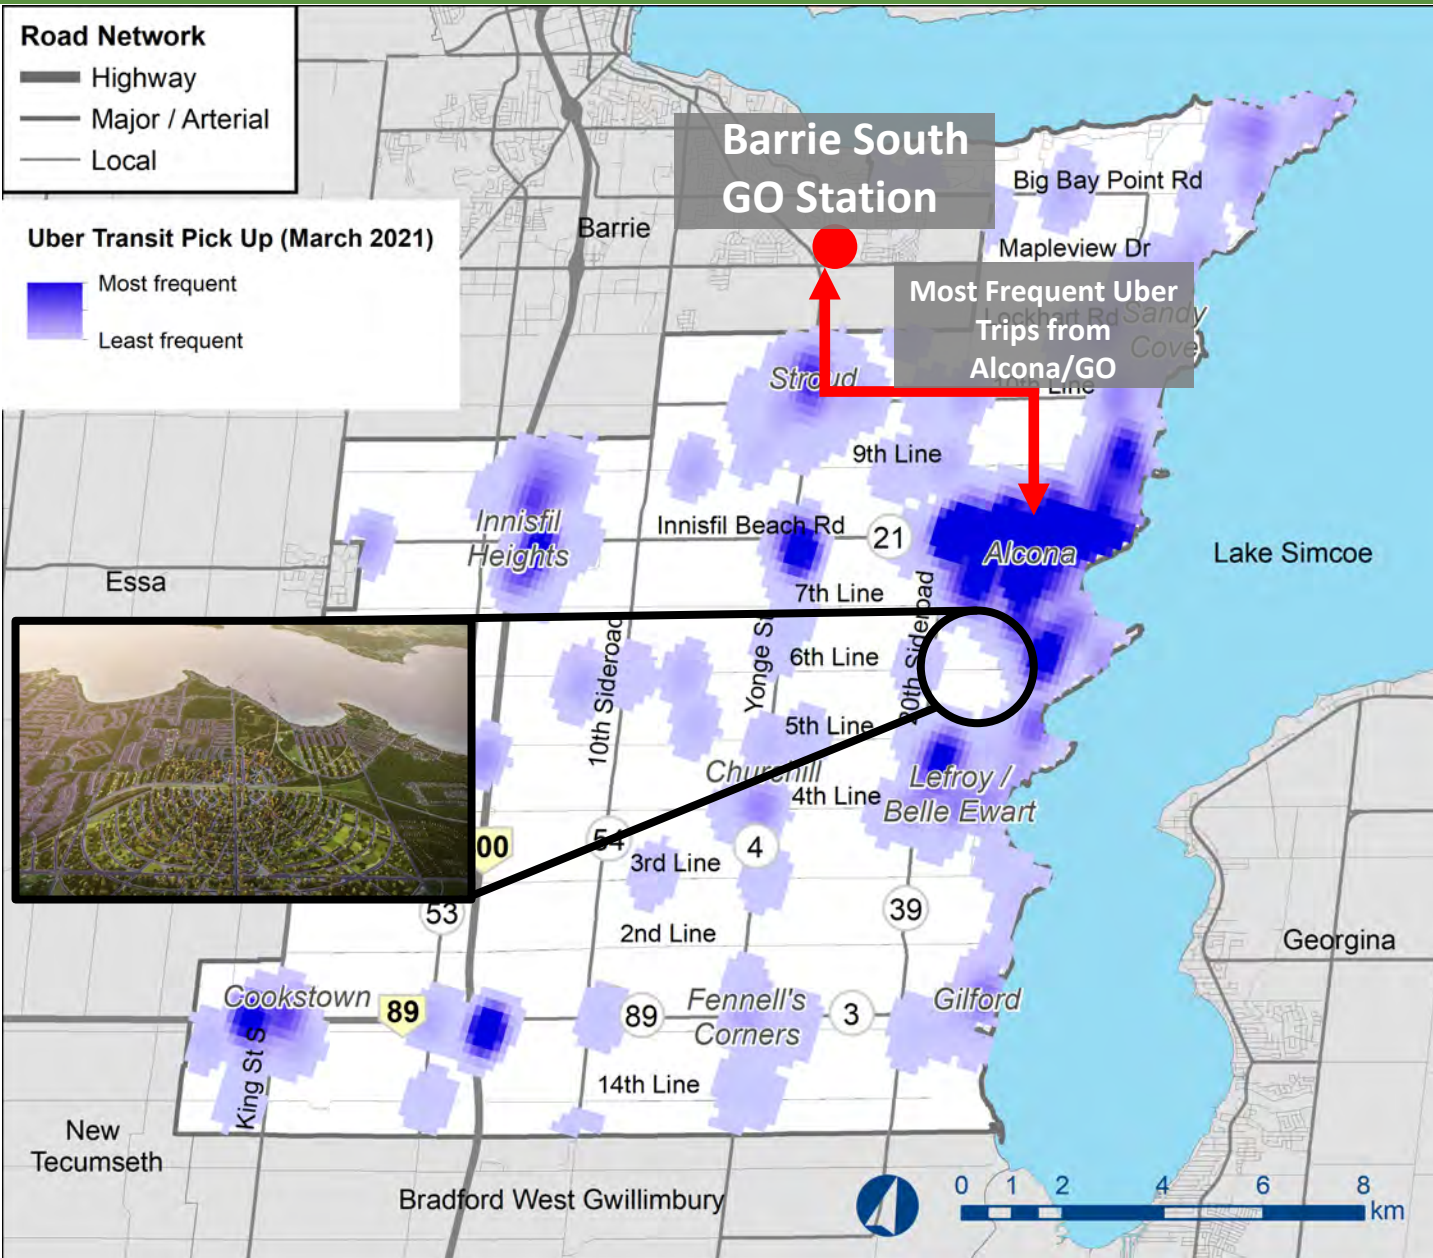 Road Network
Highway
Major / Arterial
Local
Uber Transit Pick Up (March 2021)
Most frequent
Least frequent
Barrie South
GO Station
Barrie
Big Bay Point Rd
Mapleview Dr
Most Frequent Uber
Trips from
Alcona/GO
Lockhart Rd
Sandy
Cove
10th Line
Stroud
9th Line
Innisfil
Heights
Innisfil Beach Rd
21
Alcona
Lake Simcoe
Essa
7th Line
10th Sideroad
Yonge St
6th Line
20th Sideroad
5th Line
Churchill
4th Line
Lefroy /
Belle Ewart
00
54
3rd Line
4
53
39
2nd Line
Georgina
Cookstown
89
89
Fennell's
Corners
3
Gilford
King St S
14th Line
New
Tecumseth
Bradford West Gwillimbury
0 1 2 4 6 8
km